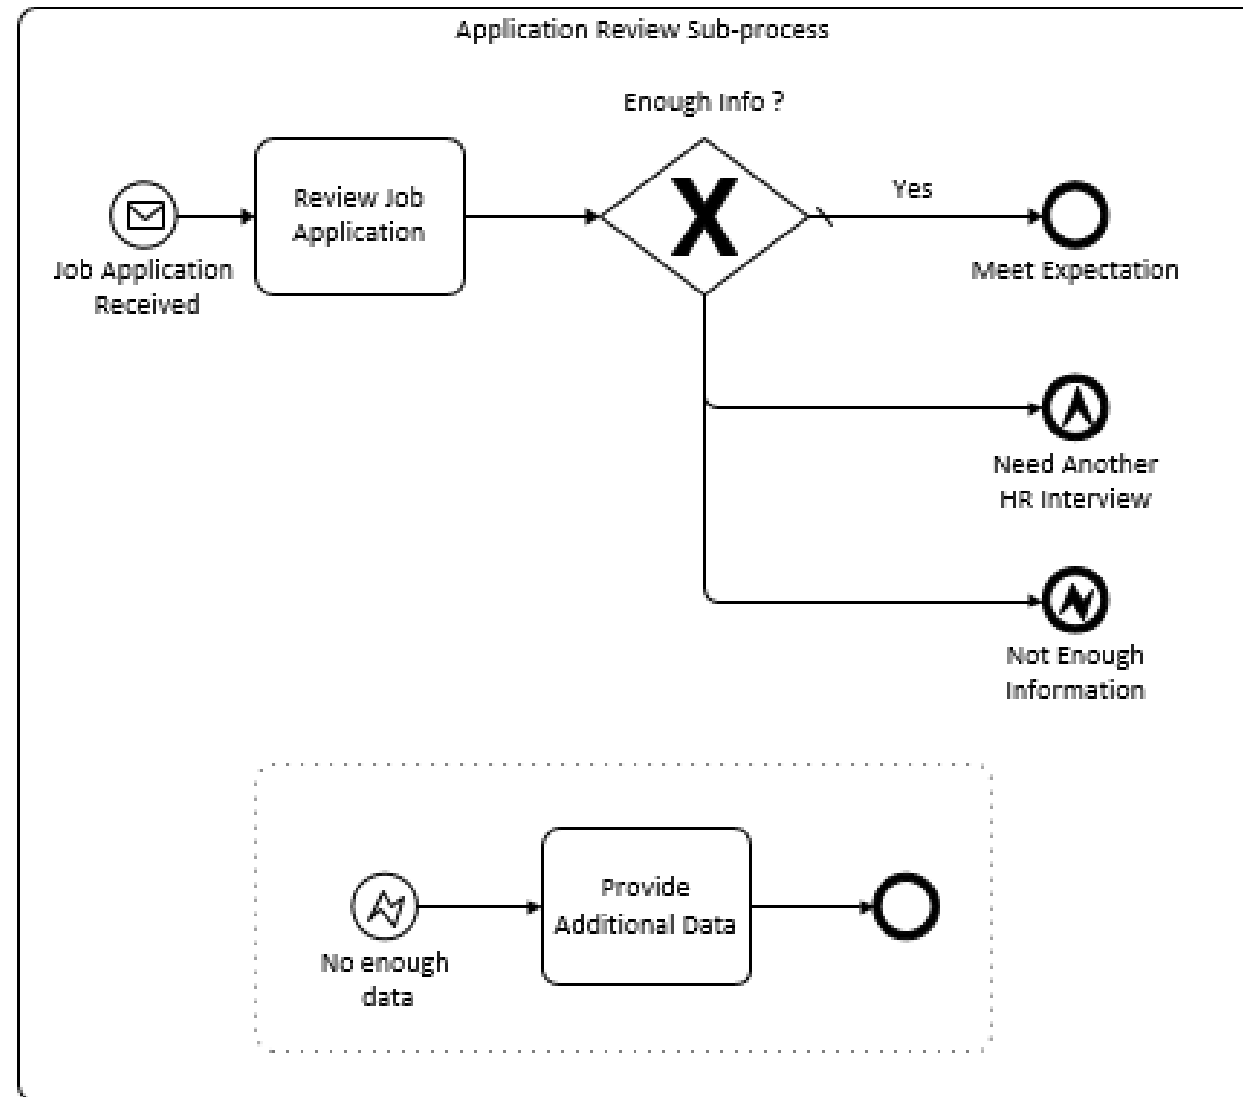 Application Review Sub-process
Enough Info ?
Review Job
Application
Yes
Job Application
Received
Meet Expectation
Need Another
HR Interview
Not Enough
Information
Provide
Additional Data
No enough
data